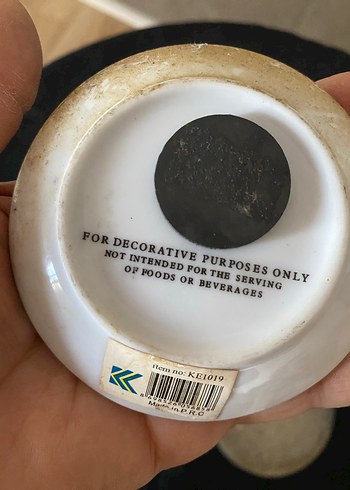 FOR DECORATIVE PURPOSES ONLY
NOT INTENDED FOR THE SERVING
OF FOODS OR BEVERAGES
item no: KE1019
Made in P.R.C